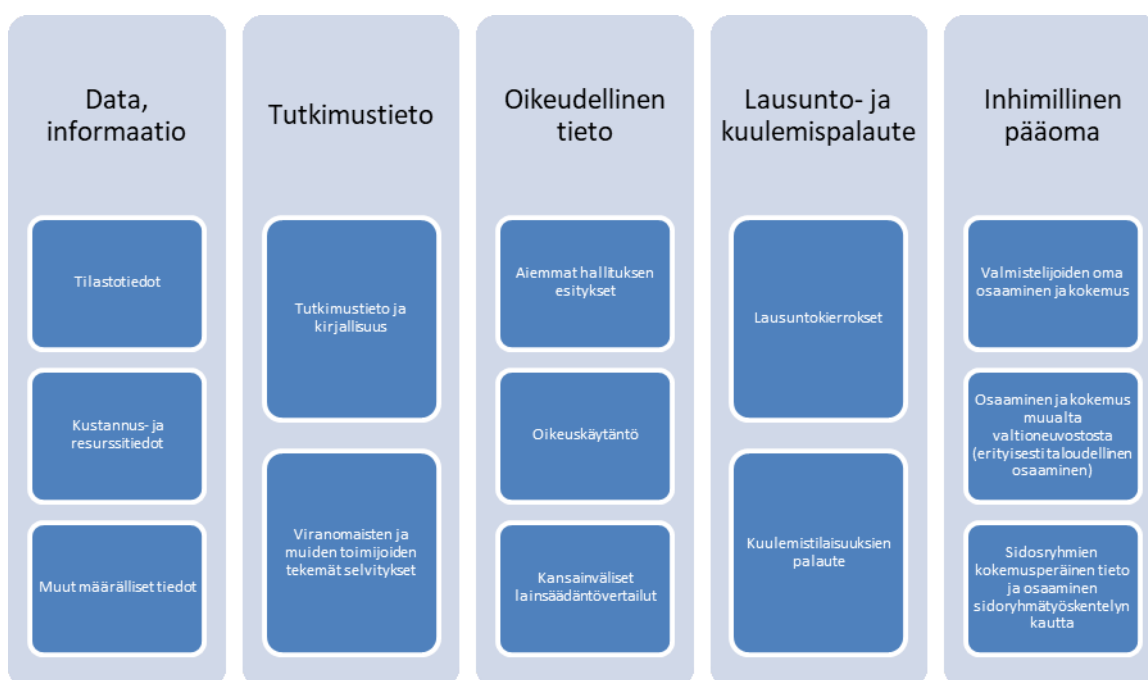 Data,
informaatio
Tilastotiedot
Kustannus- ja
resurssitiedot
Muut määrälliset tiedot
Tutkimustieto
Tutkimustieto ja
kirjallisuus
Viranomaisten ja
muiden toimijoiden
tekemät selvitykset
Oikeudellinen
tieto
Aiemmat hallituksen
esitykset
Oikeuskäytäntö
Kansainväliset
lainsäädäntövertailut
Lausunto- ja
kuulemispalaute
Lausuntokierrokset
Kuulemistilaisuuksien
palaute
Inhimillinen
pääoma
Valmistelijoiden oma
osaaminen ja kokemus
Osaaminen ja kokemus
muualta
valtioneuvostosta
(erityisesti taloudellinen
osaaminen)
Sidosryhmien
kokemusperäinen tieto
ja osaaminen
sidoryhmätyöskentelyn
kautta